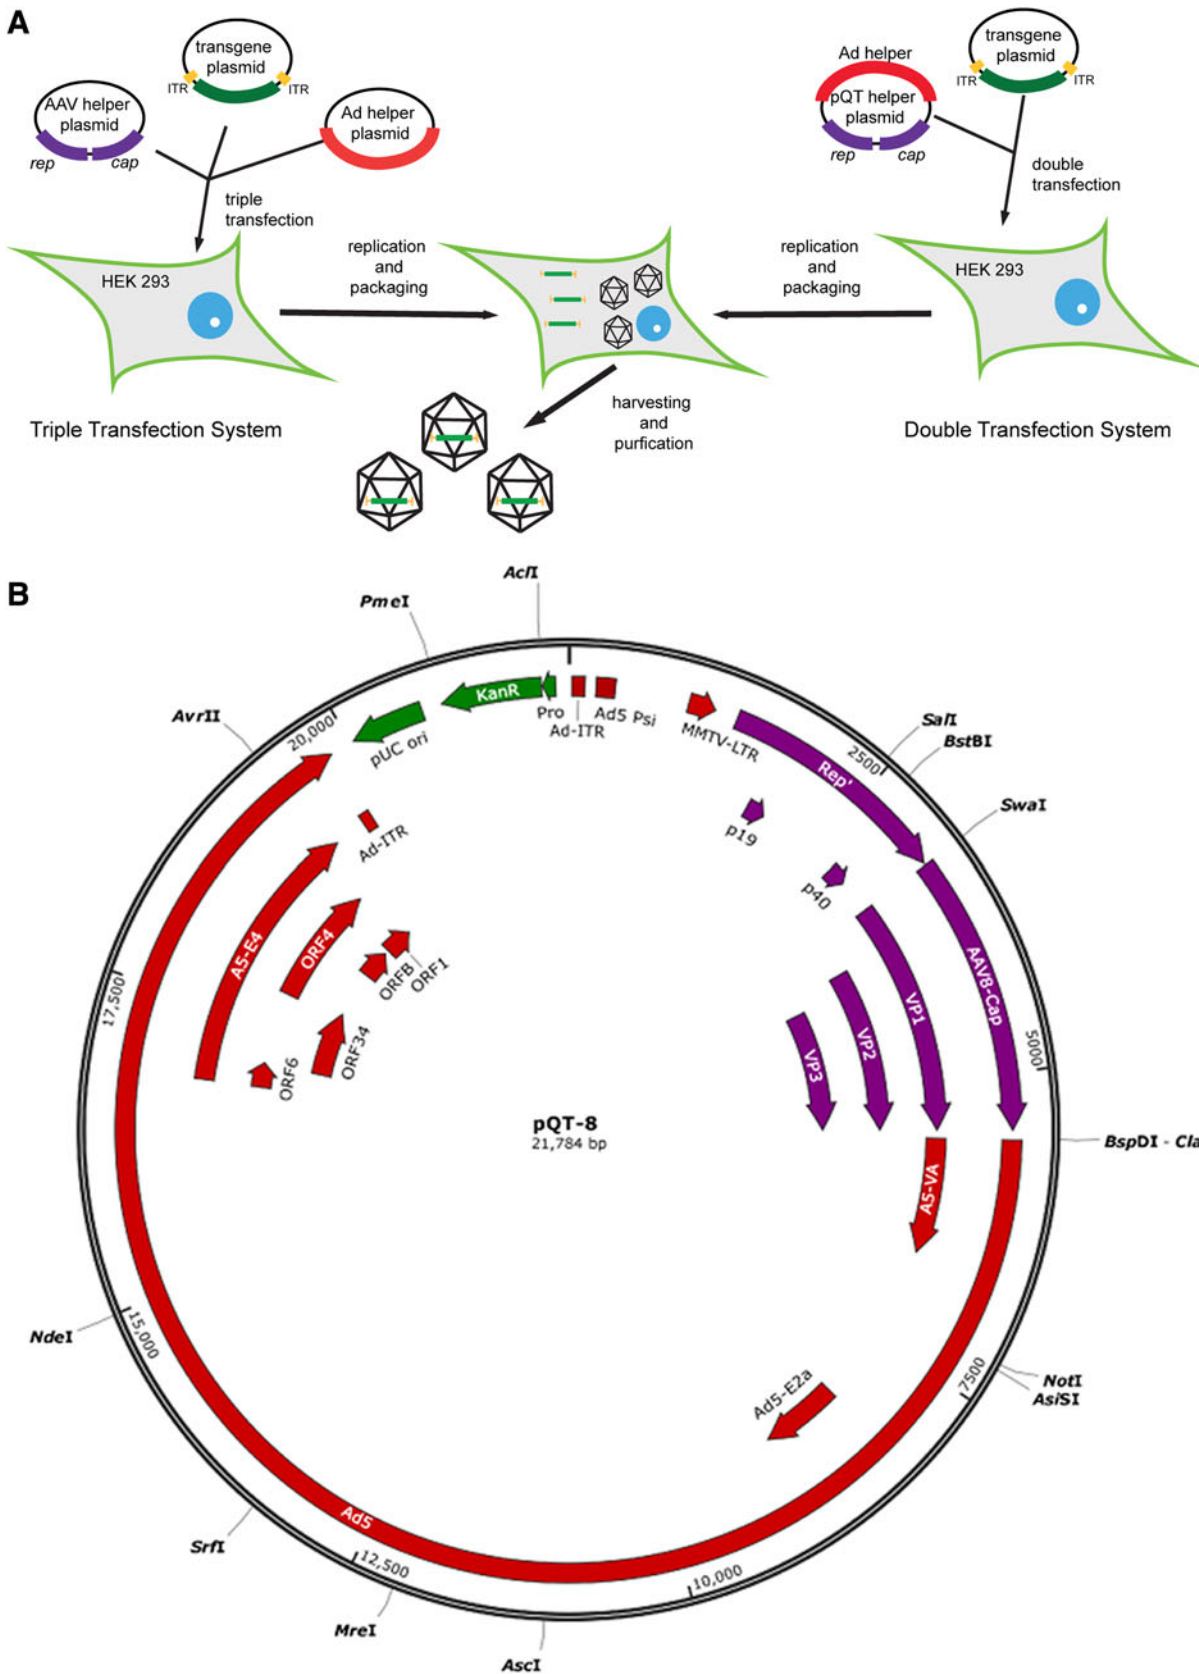 A
transgene
plasmid
ITR
ITR
AAV helper
plasmid
rep
cap
Ad helper
plasmid
triple
transfection
HEK 293
Triple Transfection System
replication
and
packaging
harvesting
and
purfication
replication
and
packaging
Ad helper
pQT helper
plasmid
rep
cap
transgene
plasmid
ITR
ITR
double
transfection
HEK 293
Double Transfection System
B
AclI
PmeI
AvrII
20,000
KanR
Pro
pUC ori
Ad-ITR
Ad5 Psi
MMTV-LTR
Rep'
2500
SalI
BstBI
SwaI
p19
p40
AAV8-Cap
VP1
VP2
VP3
5000
BspDI - Cla
A5-VA
NotI
AsiSI
7500
Ad5-E2a
10,000
AscI
MreI
12,500
SrfI
Ad5
NdeI
15,000
17,500
A5-E4
Ad-ITR
ORF4
ORFB
ORF1
ORF34
ORF6
pQT-8
21,784 bp